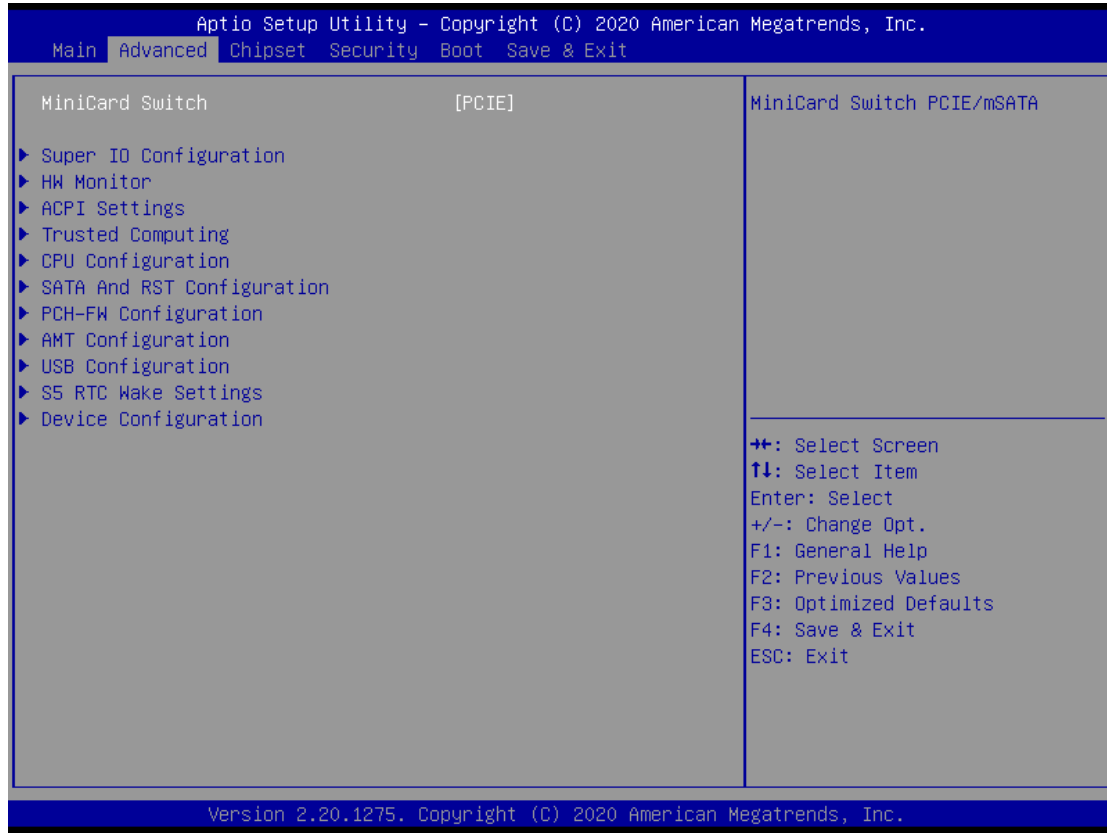 Aptio Setup Utility – Copyright (C) 2020 American Megatrends, Inc.
Main Advanced Chipset Security Boot Save & Exit
MiniCard Switch [PCIE]
▶ Super IO Configuration
▶ HW Monitor
▶ ACPI Settings
▶ Trusted Computing
▶ CPU Configuration
▶ SATA And RST Configuration
▶ PCH-FW Configuration
▶ AMT Configuration
▶ USB Configuration
▶ S5 RTC Wake Settings
▶ Device Configuration
MiniCard Switch PCIE/mSATA
→←: Select Screen
↑↓: Select Item
Enter: Select
+/-: Change Opt.
F1: General Help
F2: Previous Values
F3: Optimized Defaults
F4: Save & Exit
ESC: Exit
Version 2.20.1275. Copyright (C) 2020 American Megatrends, Inc.